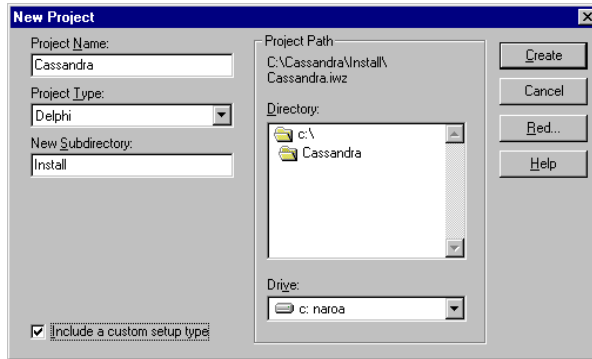 New Project
Project Name:
Cassandra
Project Type:
Delphi
New Subdirectory:
Install
Include a custom setup type
Project Path
C:\Cassandra\Install\
Cassandra.iwz
Directory:
c:\
Cassandra
Drive:
c: naroa
Create
Cancel
Red...
Help